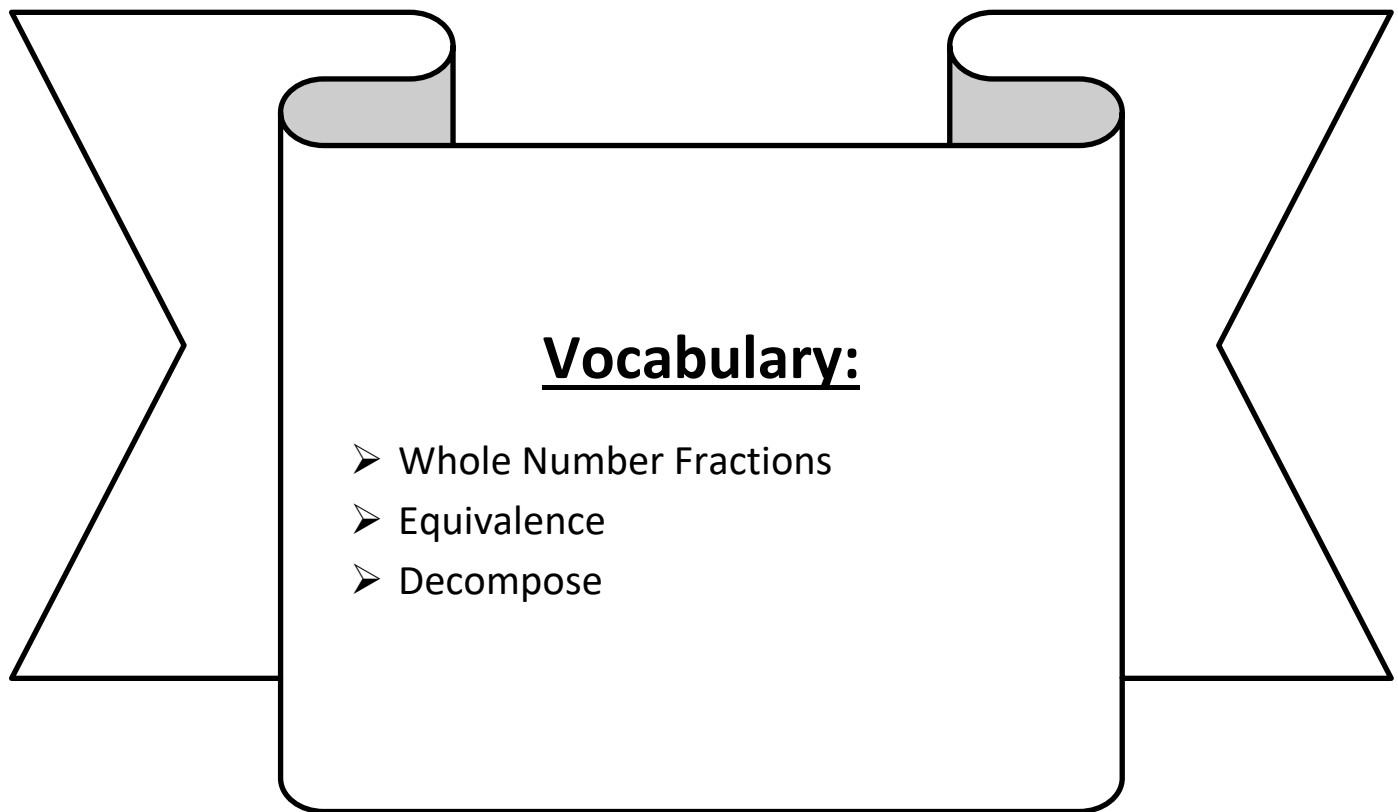 Vocabulary:
➢ Whole Number Fractions
➢ Equivalence
➢ Decompose